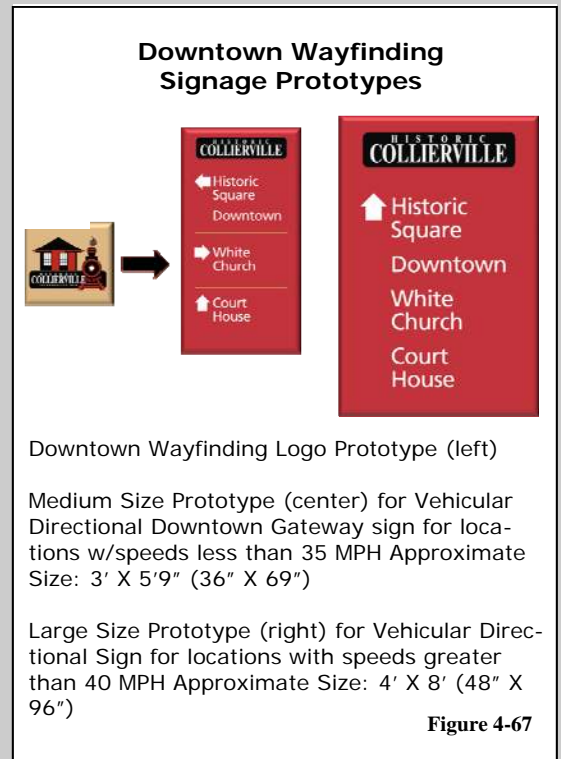 Downtown Wayfinding
Signage Prototypes
COLLIERVILLE
HISTORIC
COLLIERVILLE
Historic
Square
Downtown
White
Church
Court
House
HISTORIC
COLLIERVILLE
Historic
Square
Downtown
White
Church
Court
House
Downtown Wayfinding Logo Prototype (left)
Medium Size Prototype (center) for Vehicular
Directional Downtown Gateway sign for loca-
tions w/speeds less than 35 MPH Approximate
Size: 3' X 5'9" (36" X 69")
Large Size Prototype (right) for Vehicular Direc-
tional Sign for locations with speeds greater
than 40 MPH Approximate Size: 4' X 8' (48" X
96")
Figure 4-67